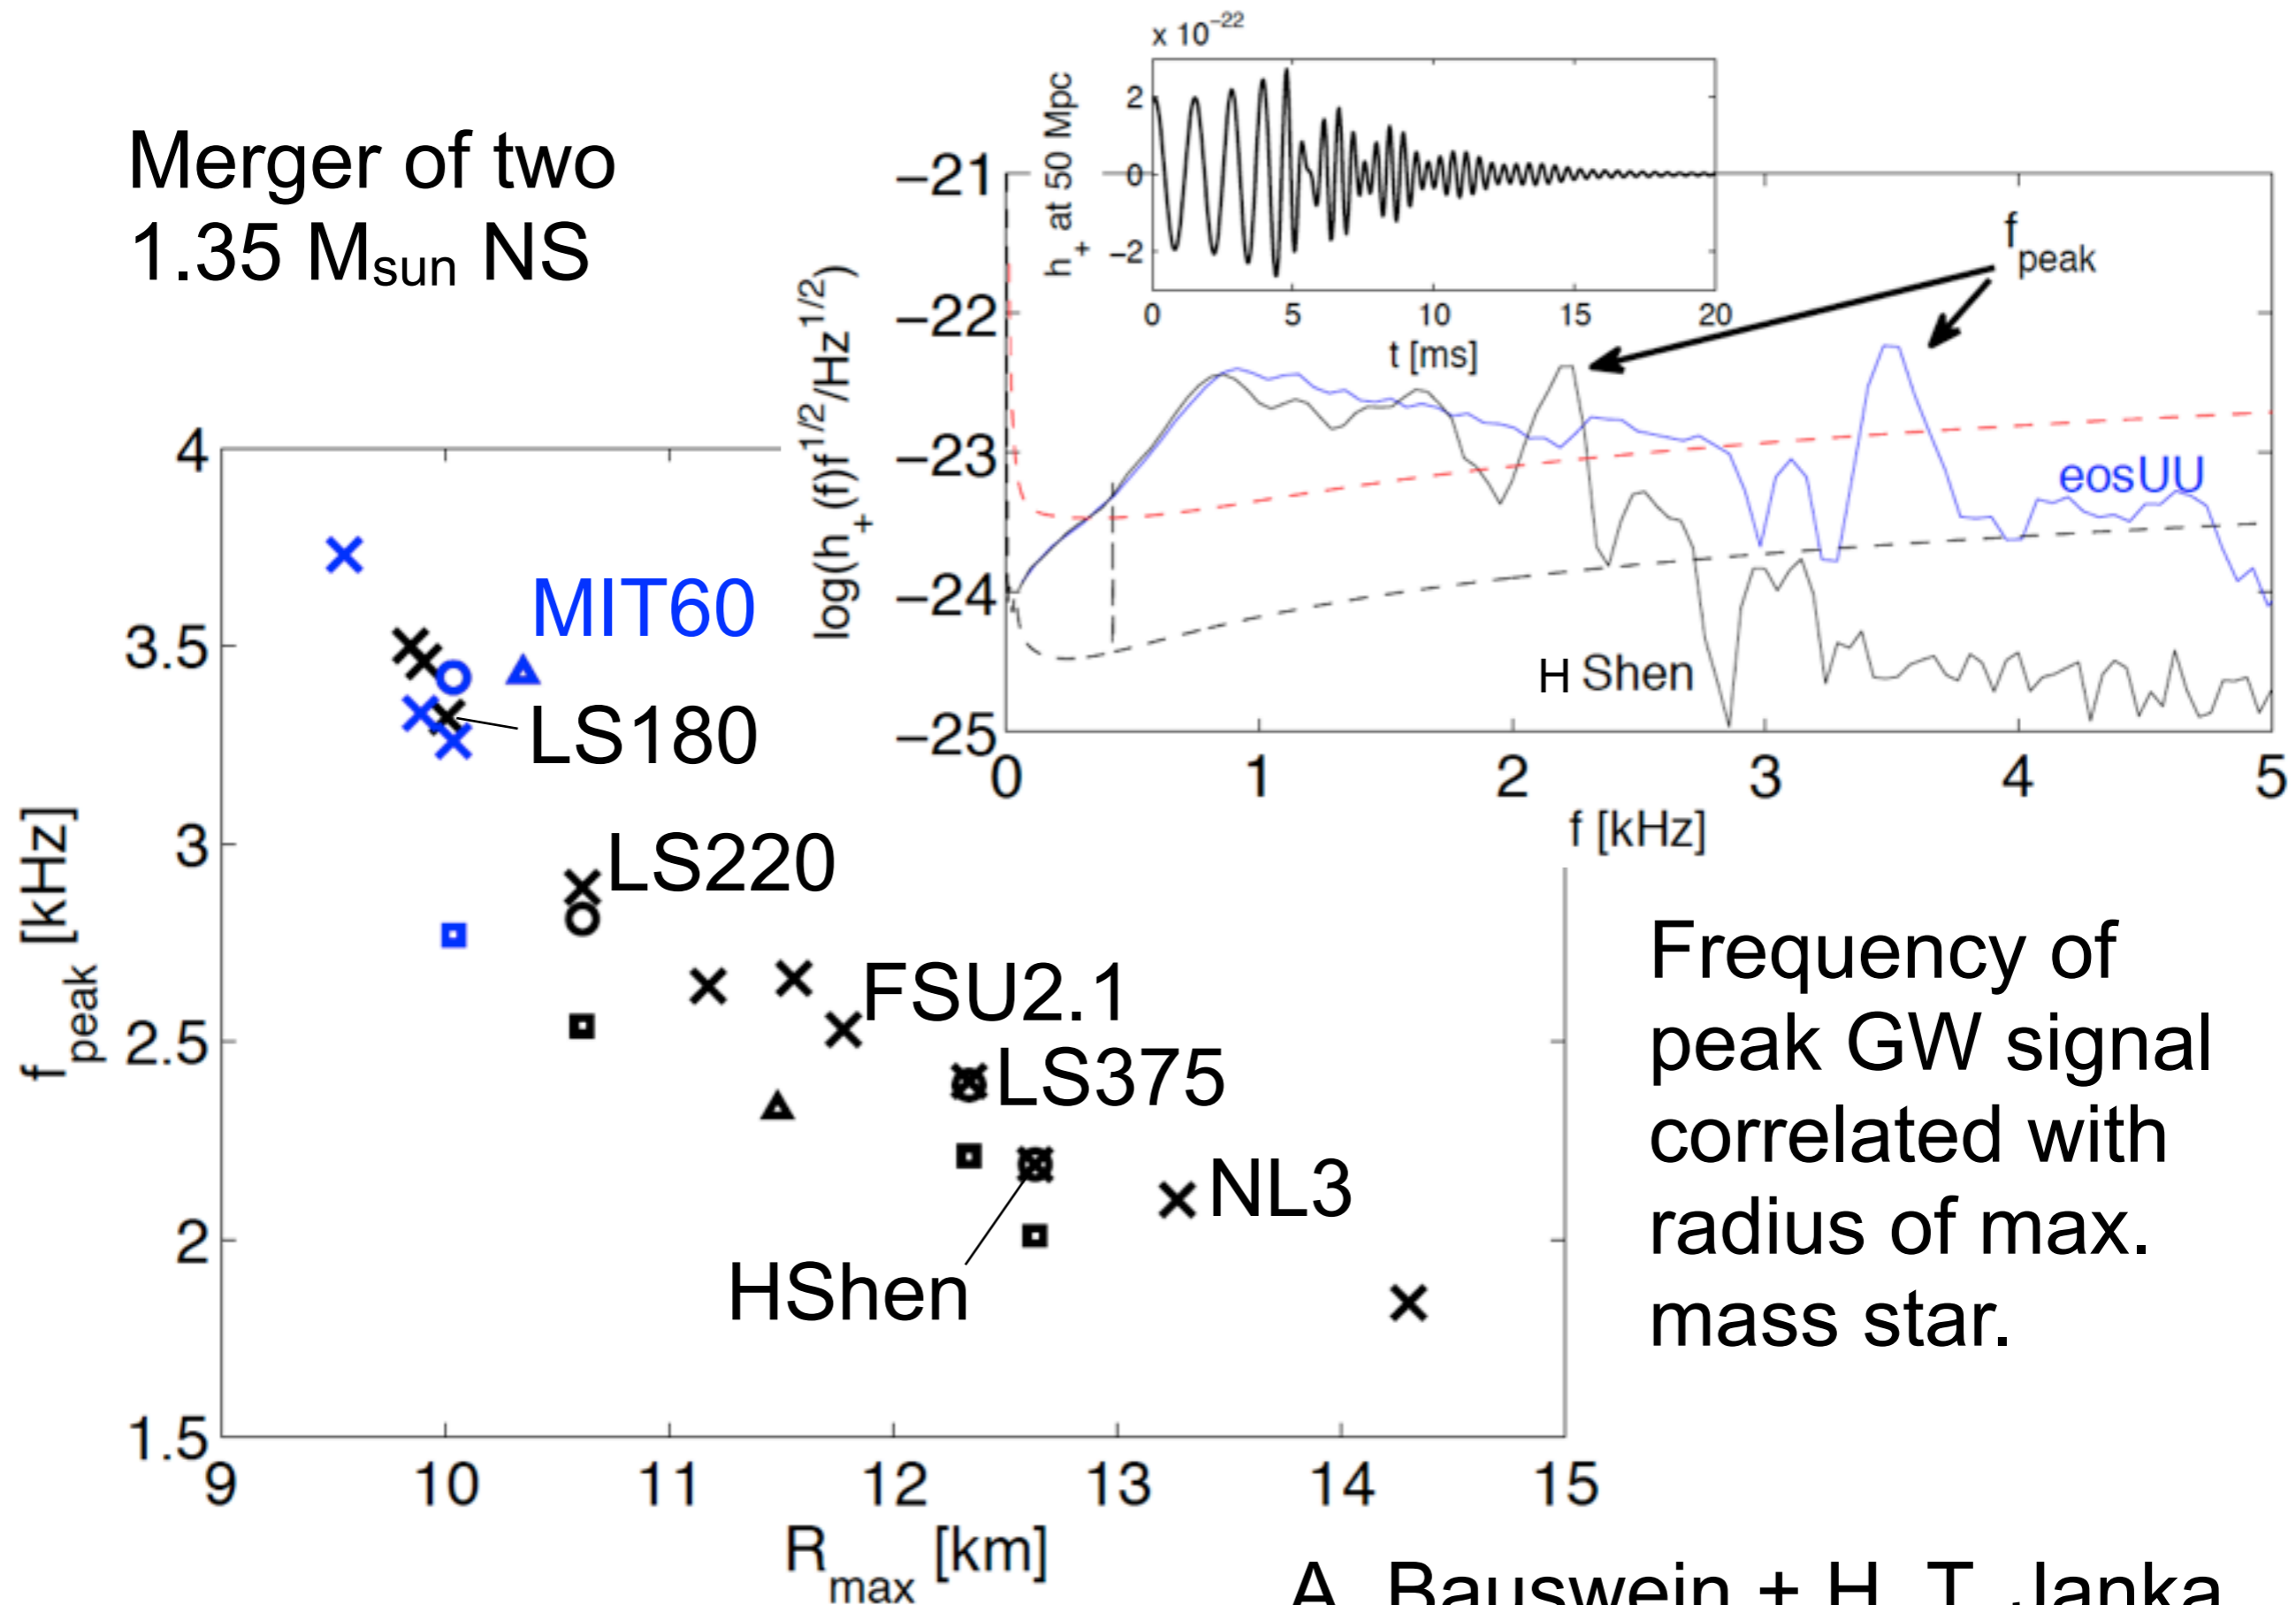 Merger of two
1.35 Msun NS
x 10⁻²²
h₊ at 50 Mpc
2
0
−2
0 5 10 15 20
t [ms]
fpeak
log(h₊(f)f^1/2/Hz^1/2)
−21
−22
−23
−24
−25
eosUU
H Shen
0 1 2 3 4 5
f [kHz]
fpeak [kHz]
4
3.5
3
2.5
2
1.5
MIT60
LS180
LS220
FSU2.1
LS375
NL3
HShen
9 10 11 12 13 14 15
Rmax [km]
Frequency of
peak GW signal
correlated with
radius of max.
mass star.
A. Bauswein + H. T. Janka